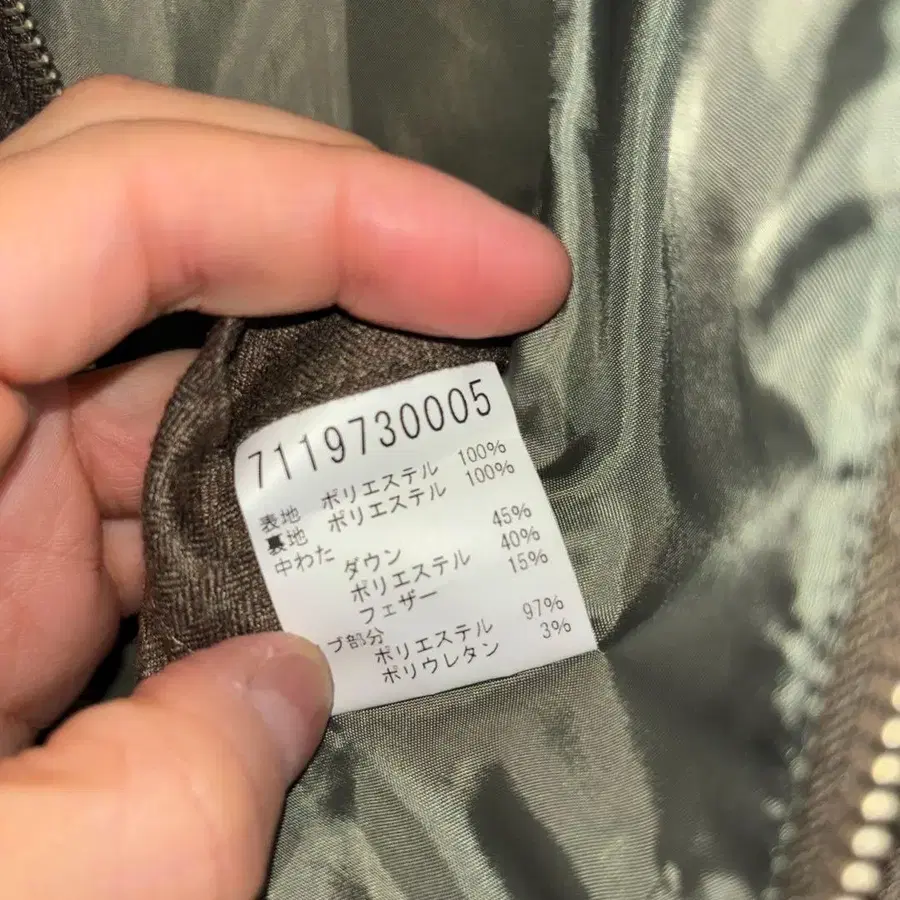 7119730005
表地 ポリエステル 100%
裏地 ポリエステル 100%
中わた
ダウン 45%
ポリエステル 40%
フェザー 15%
ブ部分
ポリエステル 97%
ポリウレタン 3%